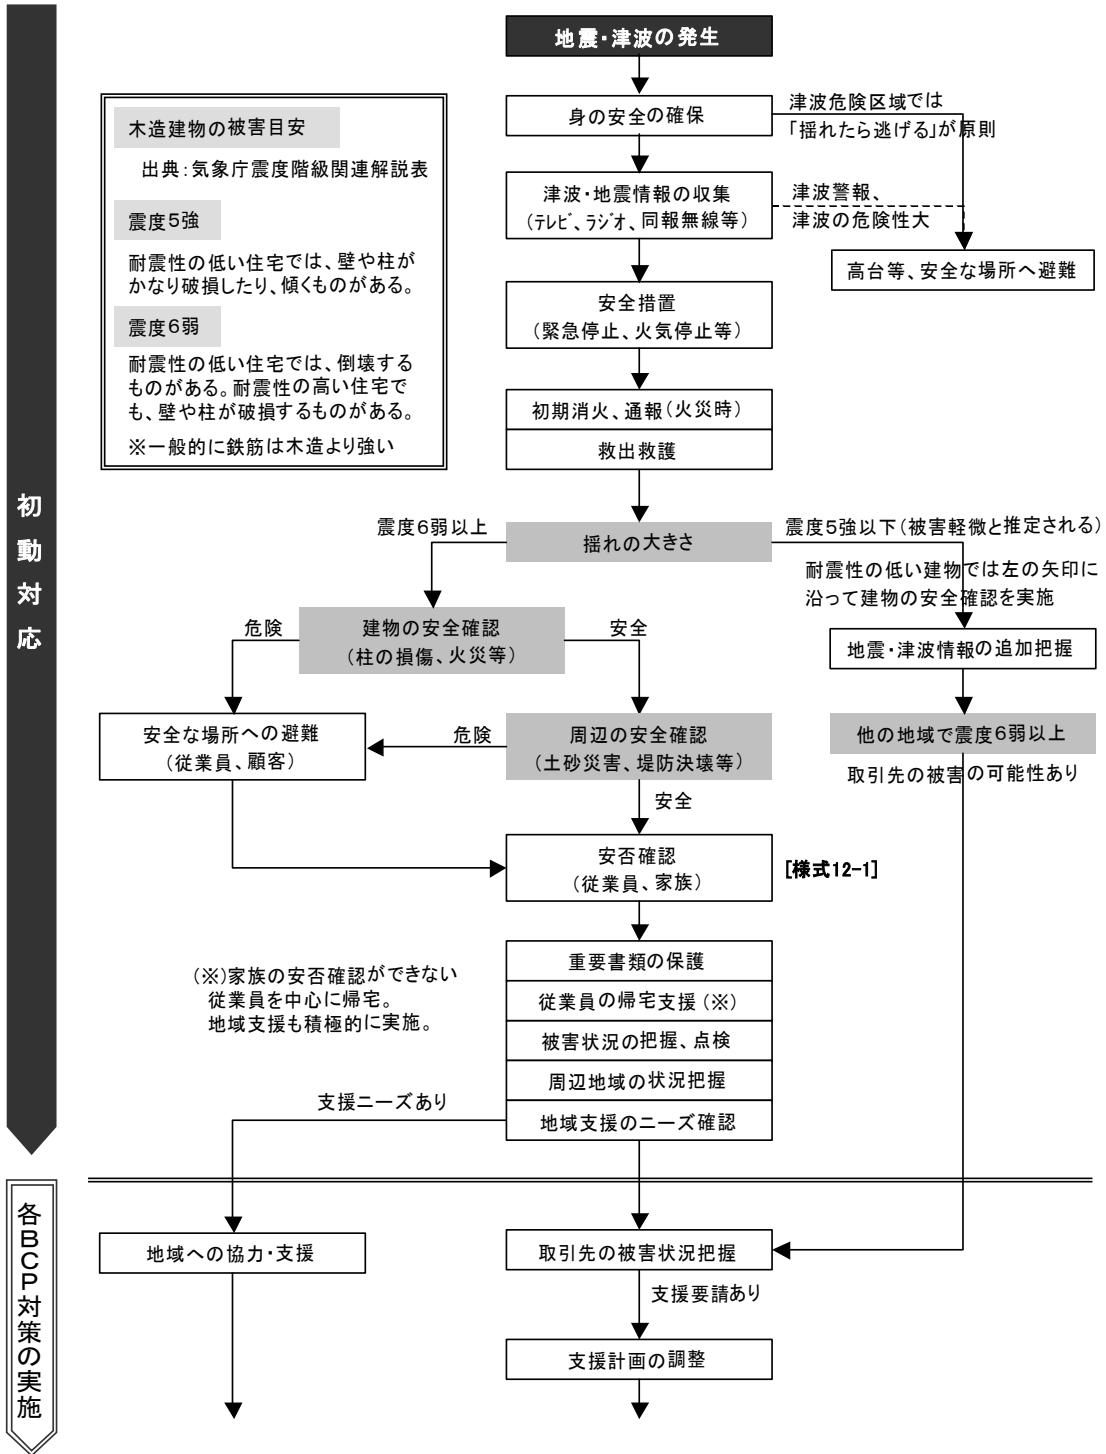 地震・津波の発生
身の安全の確保
津波危険区域では
「揺れたら逃げる」が原則
木造建物の被害目安
出典：気象庁震度階級関連解説表
震度5強
耐震性の低い住宅では、壁や柱が
かなり破損したり、傾くものがある。
震度6弱
耐震性の低い住宅では、倒壊する
ものがある。耐震性の高い住宅で
も、壁や柱が破損するものがある。
※一般的に鉄筋は木造より強い
津波・地震情報の収集
（ﾃﾚﾋﾞ、ﾗｼﾞｵ、同報無線等）
津波警報、
津波の危険性大
高台等、安全な場所へ避難
安全措置
（緊急停止、火気停止等）
初期消火、通報（火災時）
救出救護
初動対応
震度6弱以上
揺れの大きさ
震度5強以下（被害軽微と推定される）
耐震性の低い建物では左の矢印に
沿って建物の安全確認を実施
危険
建物の安全確認
（柱の損傷、火災等）
安全
地震・津波情報の追加把握
安全な場所への避難
（従業員、顧客）
危険
周辺の安全確認
（土砂災害、堤防決壊等）
他の地域で震度6弱以上
取引先の被害の可能性あり
安全
安否確認
（従業員、家族）
[様式12-1]
重要書類の保護
従業員の帰宅支援（※）
被害状況の把握、点検
周辺地域の状況把握
地域支援のニーズ確認
（※）家族の安否確認ができない
従業員を中心に帰宅。
地域支援も積極的に実施。
支援ニーズあり
各BCP対策の実施
地域への協力・支援
取引先の被害状況把握
支援要請あり
支援計画の調整